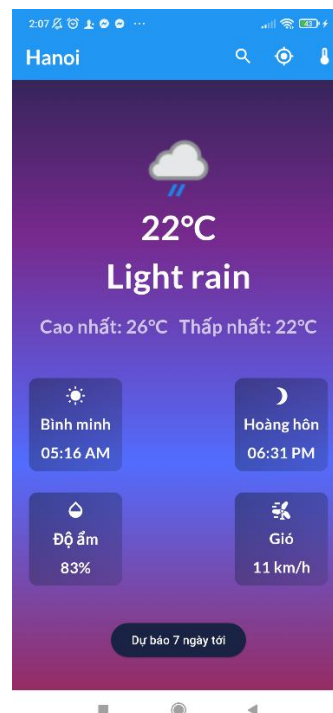 2:07
43
Hanoi
22°C
Light rain
Cao nhất: 26°C Thấp nhất: 22°C
Bình minh
05:16 AM
Hoàng hôn
06:31 PM
Độ ẩm
83%
Gió
11 km/h
Dự báo 7 ngày tới